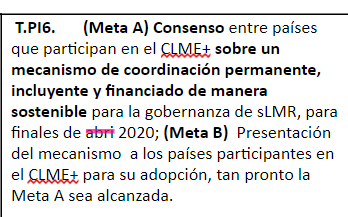 T.PI6. (Meta A) Consenso entre países
que participan en el CLME+ sobre un
mecanismo de coordinación permanente,
incluyente y financiado de manera
sostenible para la gobernanza de sLMR, para
finales de abri 2020; (Meta B) Presentación
del mecanismo a los países participantes en
el CLME+ para su adopción, tan pronto la
Meta A sea alcanzada.